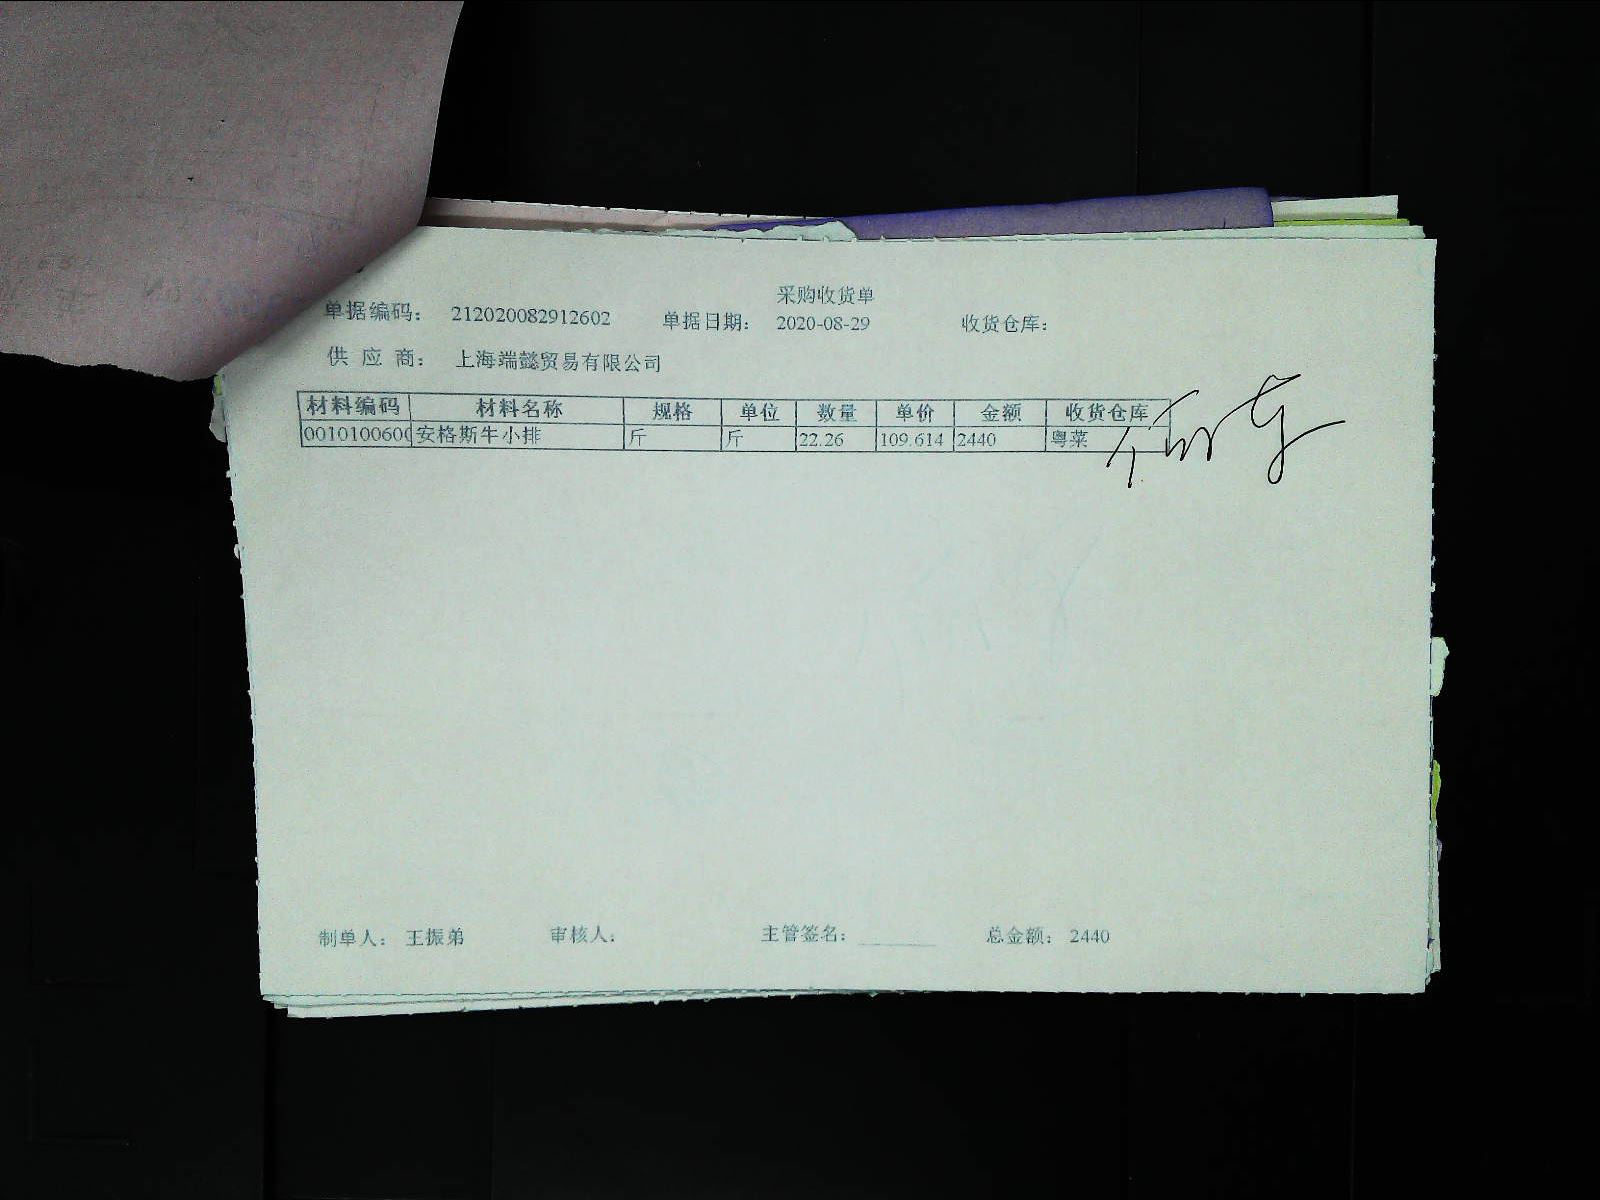 采购收货单
单据编码： 212020082912602 单据日期： 2020-08-29 收货仓库：
供 应 商： 上海端懿贸易有限公司
材料编码 材料名称 规格 单位 数量 单价 金额 收货仓库
0010100600 安格斯牛小排 斤 斤 22.26 109.614 2440 粤菜
制单人： 王振弟 审核人： 主管签名： 总金额： 2440